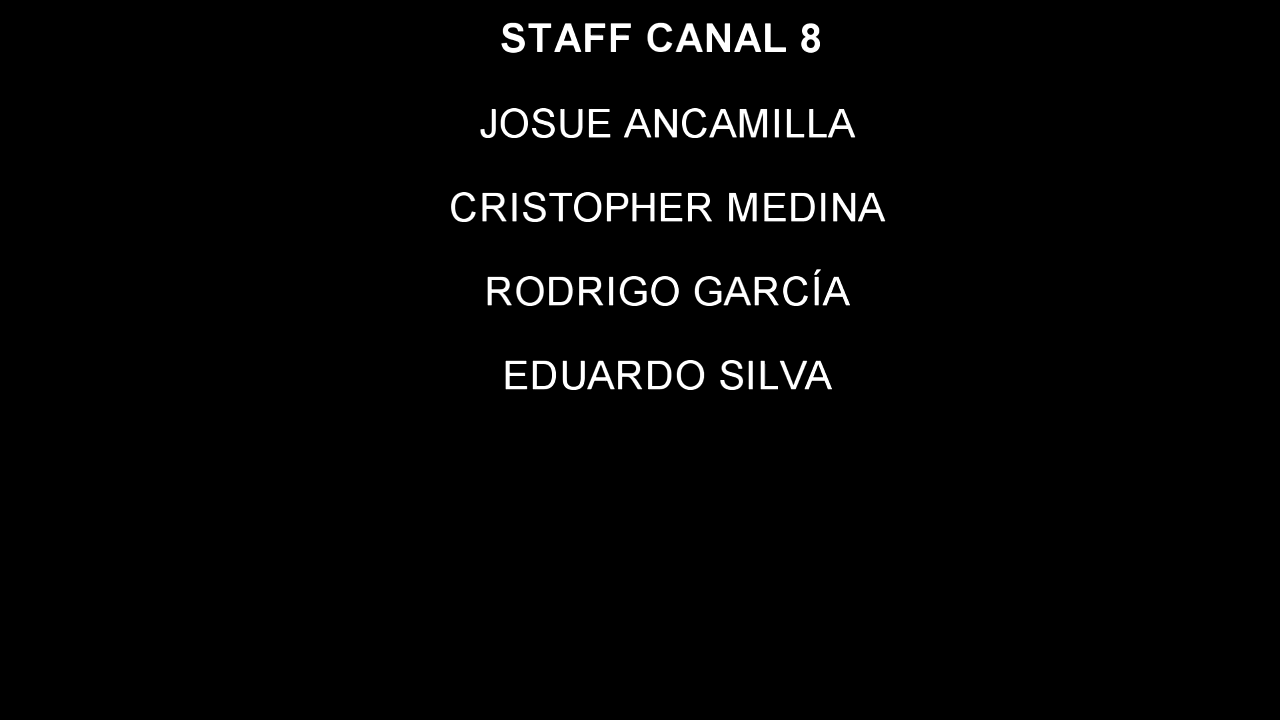 STAFF CANAL 8
JOSUE ANCAMILLA
CRISTOPHER MEDINA
RODRIGO GARCÍA
EDUARDO SILVA